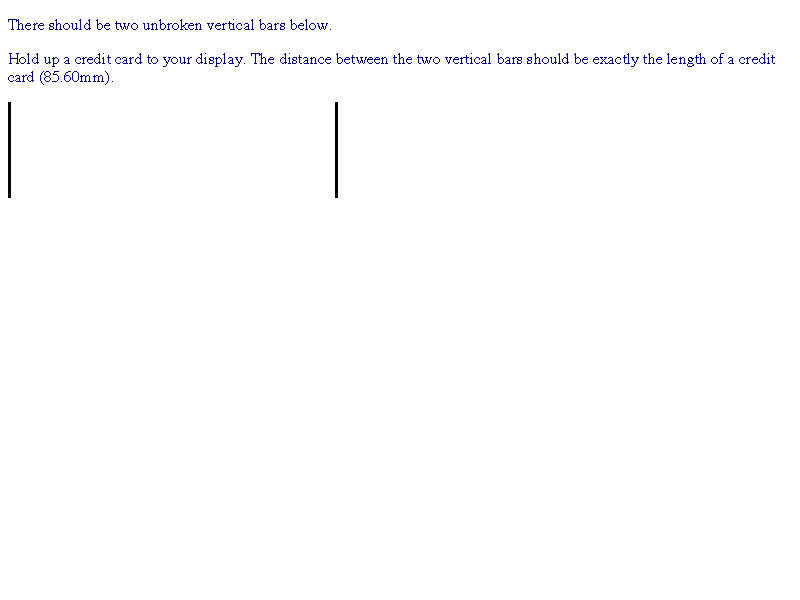 There should be two unbroken vertical bars below.
Hold up a credit card to your display. The distance between the two vertical bars should be exactly the length of a credit
card (85.60mm).